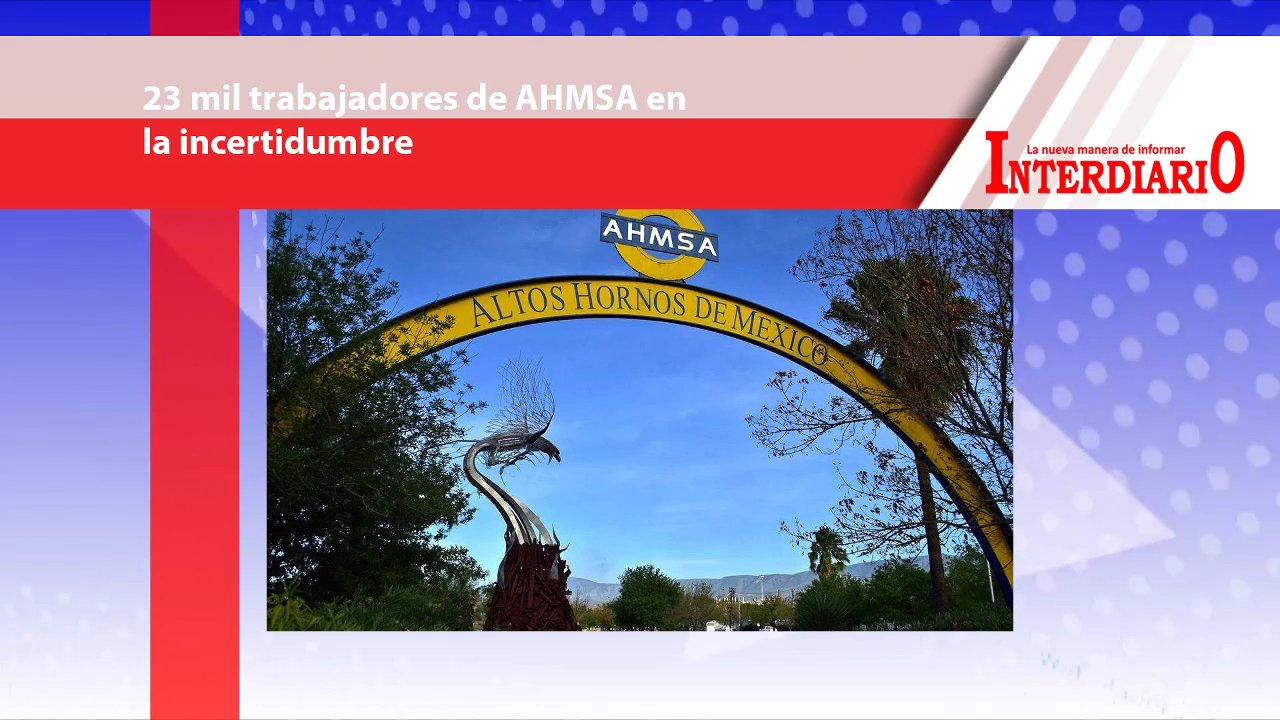 23 mil trabajadores de AHMSA en
la incertidumbre
La nueva manera de informar
INTERDIARIO
AHMSA
ALTOS HORNOS DE MEXICO